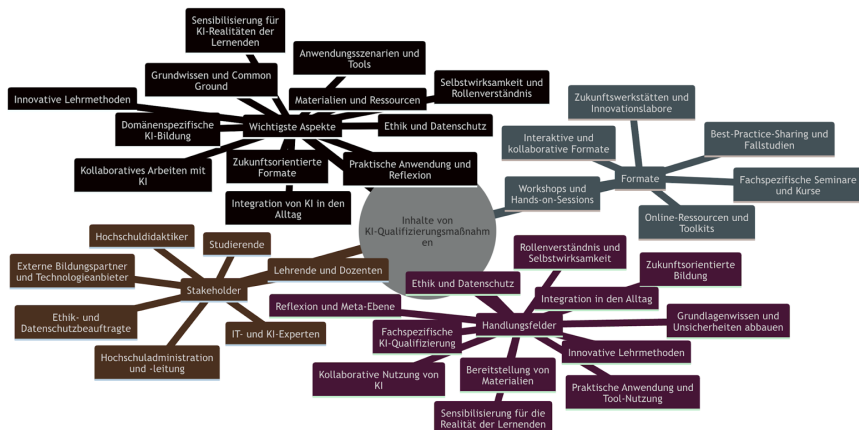 Sensibilisierung für
KI-Realitäten der
Lernenden
Anwendungsszenarien und
Tools
Grundwissen und Common
Ground
Selbstwirksamkeit und
Rollenverständnis
Innovative Lehrmethoden
Materialien und Ressourcen
Domänenspezifische
KI-Bildung
Wichtigste Aspekte
Ethik und Datenschutz
Kollaboratives Arbeiten mit
KI
Zukunftsorientierte
Formate
Praktische Anwendung und
Reflexion
Integration von KI in den
Alltag
Zukunftswerkstätten und
Innovationslabore
Interaktive und
kollaborative Formate
Best-Practice-Sharing und
Fallstudien
Formate
Workshops und
Hands-on-Sessions
Fachspezifische Seminare
und Kurse
Online-Ressourcen und
Toolkits
Inhalte von
KI-Qualifizierungsmaßnahm
en
Hochschuldidaktiker
Studierende
Externe Bildungspartner
und Technologieanbieter
Lehrende und Dozenten
Stakeholder
Ethik- und
Datenschutzbeauftragte
IT- und KI-Experten
Hochschuladministration
und -leitung
Rollenverständnis und
Selbstwirksamkeit
Ethik und Datenschutz
Zukunftsorientierte
Bildung
Integration in den Alltag
Reflexion und Meta-Ebene
Handlungsfelder
Grundlagenwissen und
Unsicherheiten abbauen
Fachspezifische
KI-Qualifizierung
Innovative Lehrmethoden
Kollaborative Nutzung von
KI
Bereitstellung von
Materialien
Praktische Anwendung und
Tool-Nutzung
Sensibilisierung für die
Realität der Lernenden